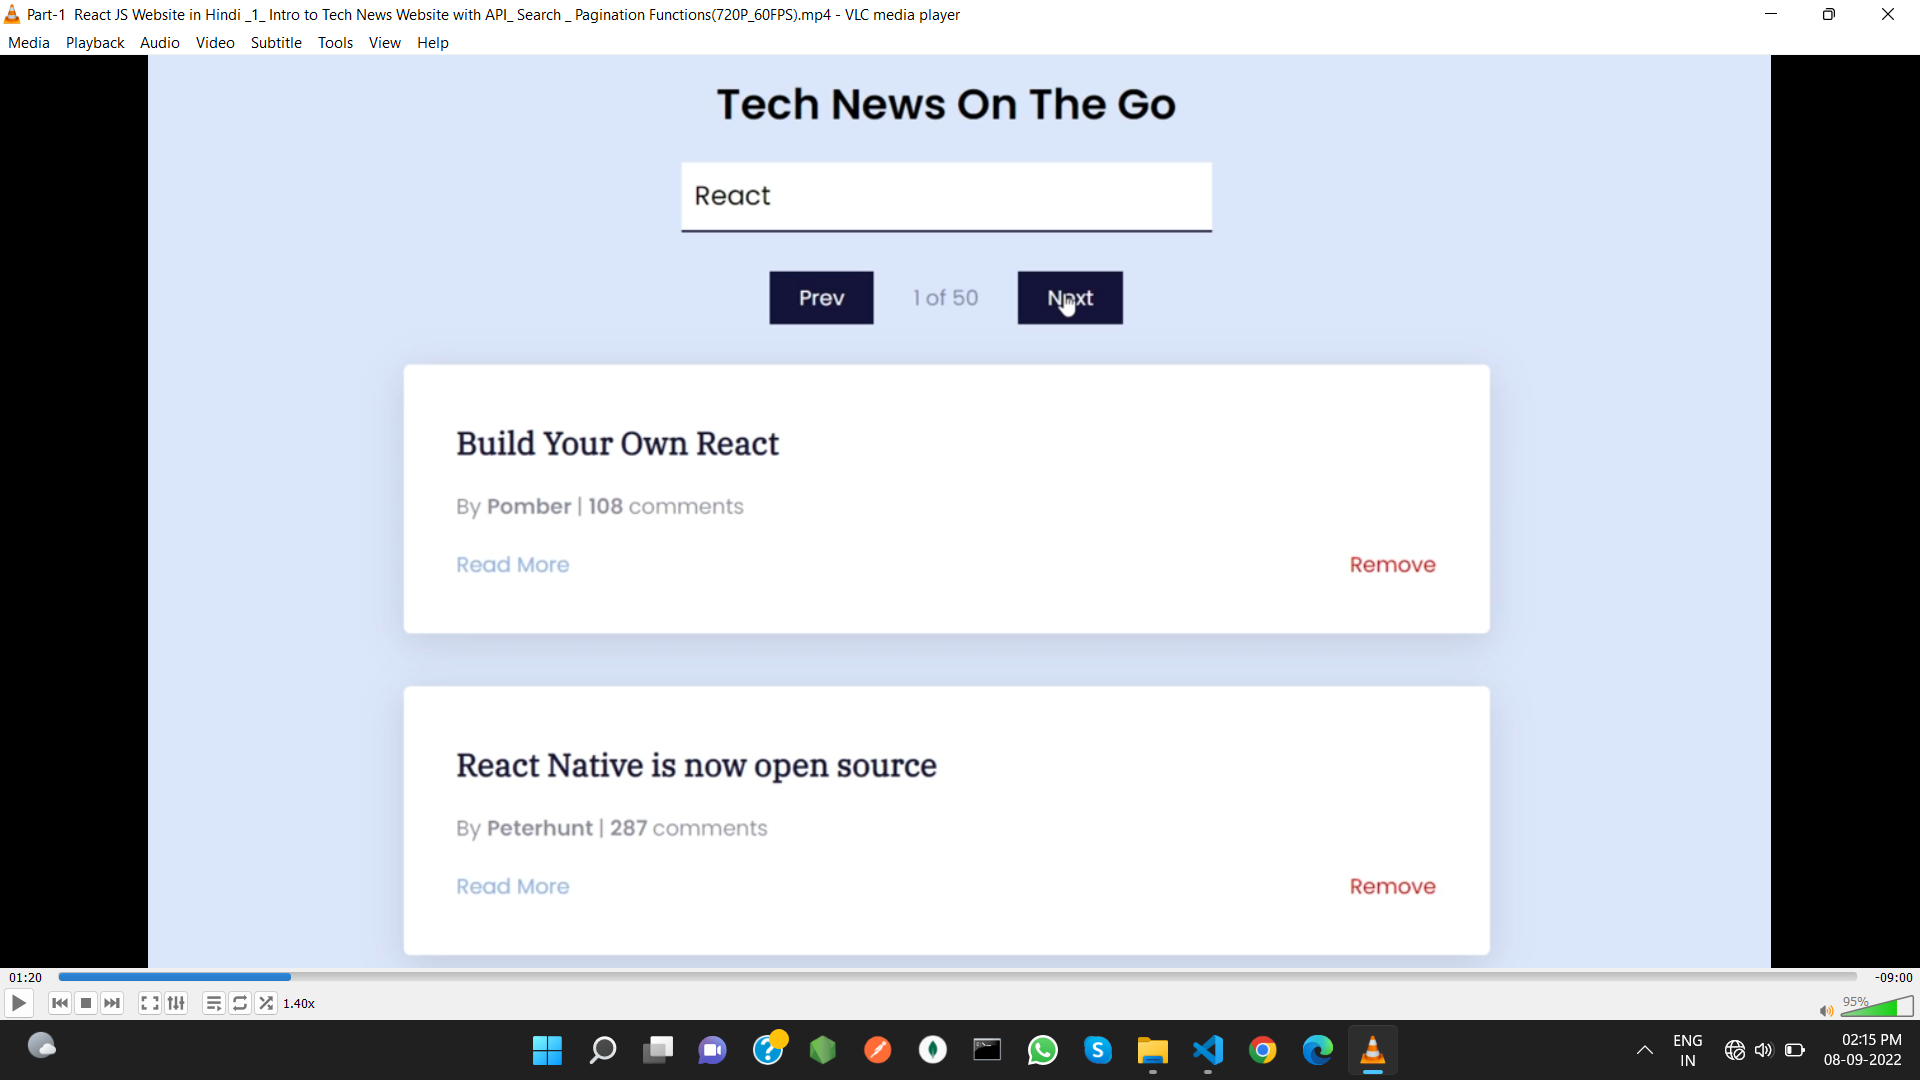 Part-1 React JS Website in Hindi _1_ Intro to Tech News Website with API_ Search _ Pagination Functions(720P_60FPS).mp4 - VLC media player
Media Playback Audio Video Subtitle Tools View Help
Tech News On The Go
React
Prev 1 of 50 Next
Build Your Own React
By Pomber | 108 comments
Read More Remove
React Native is now open source
By Peterhunt | 287 comments
Read More Remove
01:20 -09:00
1.40x 95%
ENG 02:15 PM
IN 08-09-2022